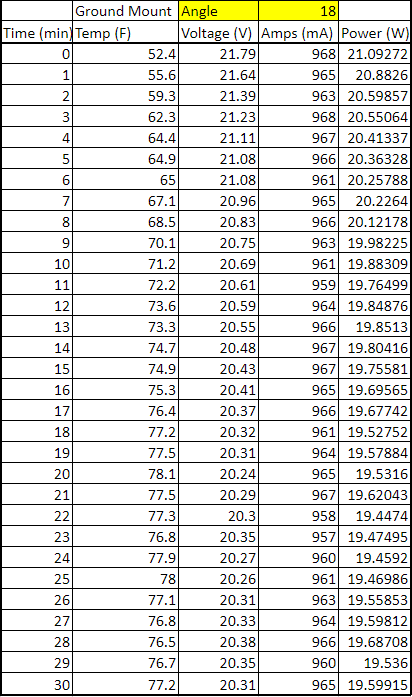 Ground Mount Angle 18
Time (min) Temp (F) Voltage (V) Amps (mA) Power (W)
0 52.4 21.79 968 21.09272
1 55.6 21.64 965 20.8826
2 59.3 21.39 963 20.59857
3 62.3 21.23 968 20.55064
4 64.4 21.11 967 20.41337
5 64.9 21.08 966 20.36328
6 65 21.08 961 20.25788
7 67.1 20.96 965 20.2264
8 68.5 20.83 966 20.12178
9 70.1 20.75 963 19.98225
10 71.2 20.69 961 19.88309
11 72.2 20.61 959 19.76499
12 73.6 20.59 964 19.84876
13 73.3 20.55 966 19.8513
14 74.7 20.48 967 19.80416
15 74.9 20.43 967 19.75581
16 75.3 20.41 965 19.69565
17 76.4 20.37 966 19.67742
18 77.2 20.32 961 19.52752
19 77.5 20.31 964 19.57884
20 78.1 20.24 965 19.5316
21 77.5 20.29 967 19.62043
22 77.3 20.3 958 19.4474
23 76.8 20.35 957 19.47495
24 77.9 20.27 960 19.4592
25 78 20.26 961 19.46986
26 77.1 20.31 963 19.55853
27 76.8 20.33 964 19.59812
28 76.5 20.38 966 19.68708
29 76.7 20.35 960 19.536
30 77.2 20.31 965 19.59915